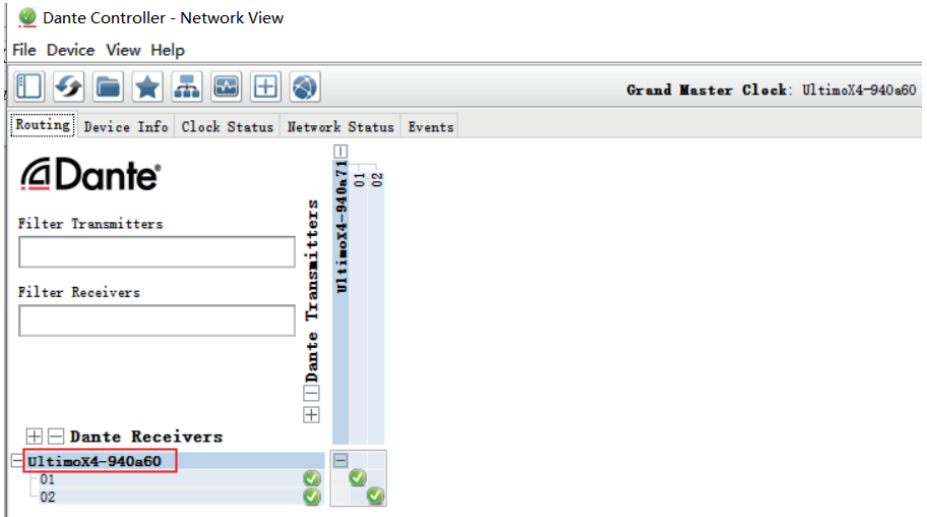 Dante Controller - Network View
File Device View Help
Grand Master Clock: UltimoX4-940a60
Routing Device Info Clock Status Network Status Events
Dante®
Filter Transmitters
Filter Receivers
Dante Transmitters
UltimoX4-940a71
01
02
Dante Receivers
UltimoX4-940a60
01
02